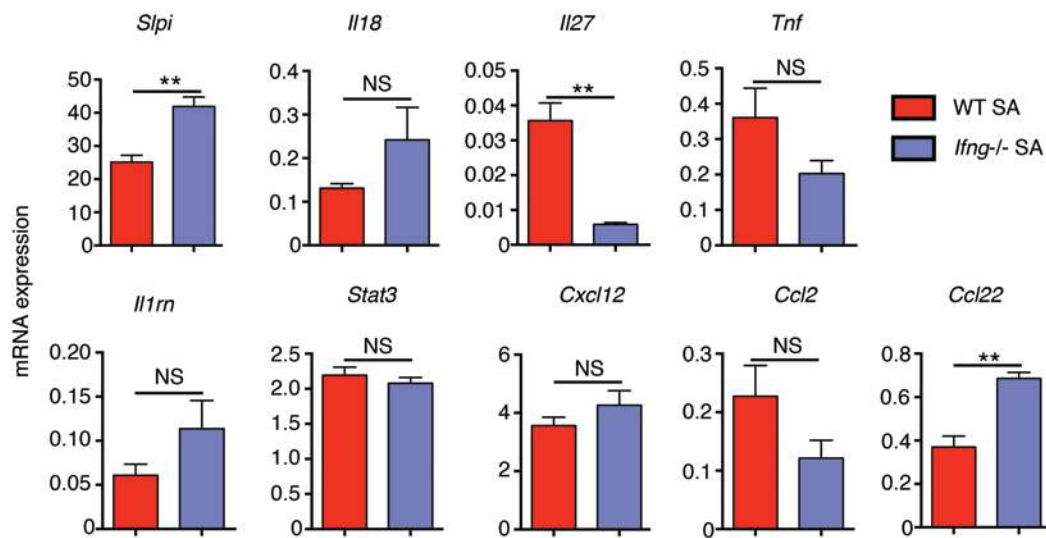 Slpi
Il18
Il27
Tnf
50
40
30
20
10
0
**
0.4
0.3
0.2
0.1
0
NS
0.05
0.04
0.03
0.02
0.01
0
**
0.5
0.4
0.3
0.2
0.1
0
NS
WT SA
Ifng-/- SA
mRNA expression
Il1rn
Stat3
Cxcl12
Ccl2
Ccl22
0.20
0.15
0.10
0.05
0
NS
3.0
2.5
2.0
1.5
1.0
0.5
0
NS
6
4
2
0
NS
0.3
0.2
0.1
0
NS
0.8
0.6
0.4
0.2
0
**